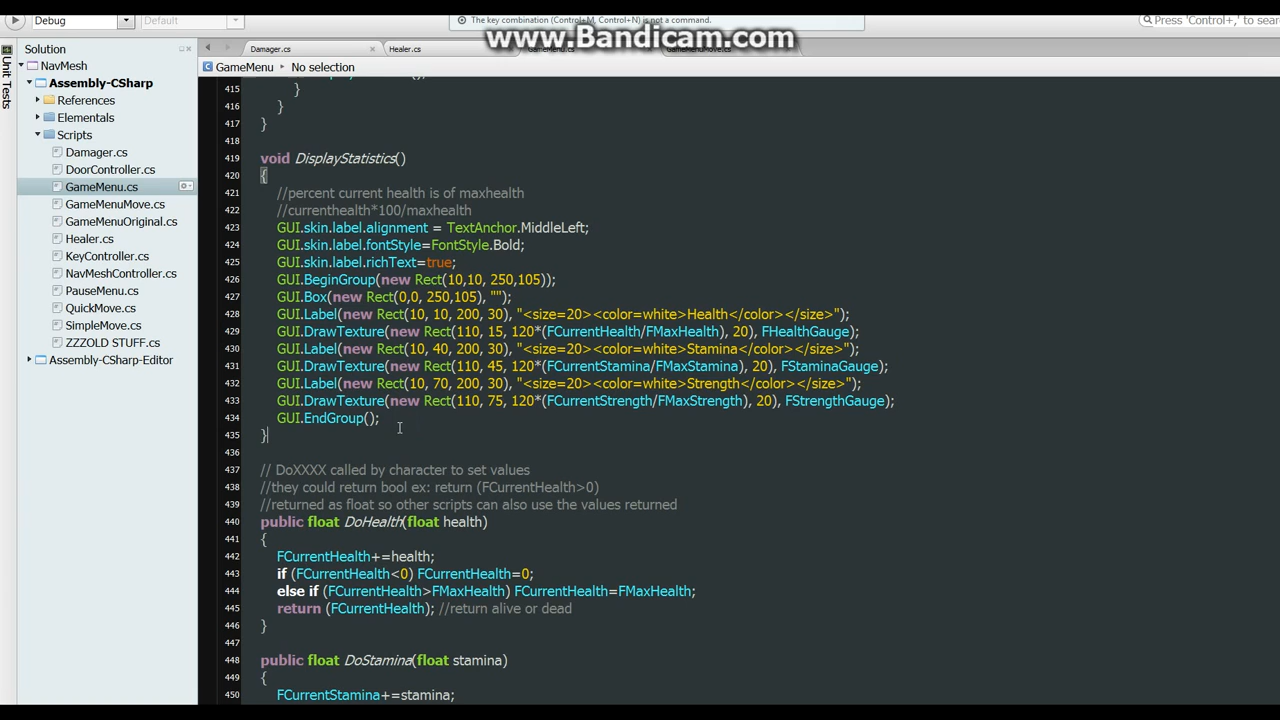 Debug
Default
The key combination (Control+M, Control+N) is not a command.
Press 'Control+,' to sear
www.Bandicam.com
Solution
Damager.cs
Healer.cs
GameMenu.cs
GameMenuMove.cs
Unit Tests
NavMesh
GameMenu
No selection
Assembly-CSharp
References
Elementals
Scripts
Damager.cs
DoorController.cs
GameMenu.cs
GameMenuMove.cs
GameMenuOriginal.cs
Healer.cs
KeyController.cs
NavMeshController.cs
PauseMenu.cs
QuickMove.cs
SimpleMove.cs
ZZZOLD STUFF.cs
Assembly-CSharp-Editor
415 }
416 }
417 }
418
419 void DisplayStatistics()
420 {
421 //percent current health is of maxhealth
422 //currenthealth*100/maxhealth
423 GUI.skin.label.alignment = TextAnchor.MiddleLeft;
424 GUI.skin.label.fontStyle=FontStyle.Bold;
425 GUI.skin.label.richText=true;
426 GUI.BeginGroup(new Rect(10,10, 250,105));
427 GUI.Box(new Rect(0,0, 250,105), "");
428 GUI.Label(new Rect(10, 10, 200, 30), "<size=20><color=white>Health</color></size>");
429 GUI.DrawTexture(new Rect(110, 15, 120*(FCurrentHealth/FMaxHealth), 20), FHealthGauge);
430 GUI.Label(new Rect(10, 40, 200, 30), "<size=20><color=white>Stamina</color></size>");
431 GUI.DrawTexture(new Rect(110, 45, 120*(FCurrentStamina/FMaxStamina), 20), FStaminaGauge);
432 GUI.Label(new Rect(10, 70, 200, 30), "<size=20><color=white>Strength</color></size>");
433 GUI.DrawTexture(new Rect(110, 75, 120*(FCurrentStrength/FMaxStrength), 20), FStrengthGauge);
434 GUI.EndGroup();
435 }
436
437 // DoXXXX called by character to set values
438 //they could return bool ex: return (FCurrentHealth>0)
439 //returned as float so other scripts can also use the values returned
440 public float DoHealth(float health)
441 {
442 FCurrentHealth+=health;
443 if (FCurrentHealth<0) FCurrentHealth=0;
444 else if (FCurrentHealth>FMaxHealth) FCurrentHealth=FMaxHealth;
445 return (FCurrentHealth); //return alive or dead
446 }
447
448 public float DoStamina(float stamina)
449 {
450 FCurrentStamina+=stamina;